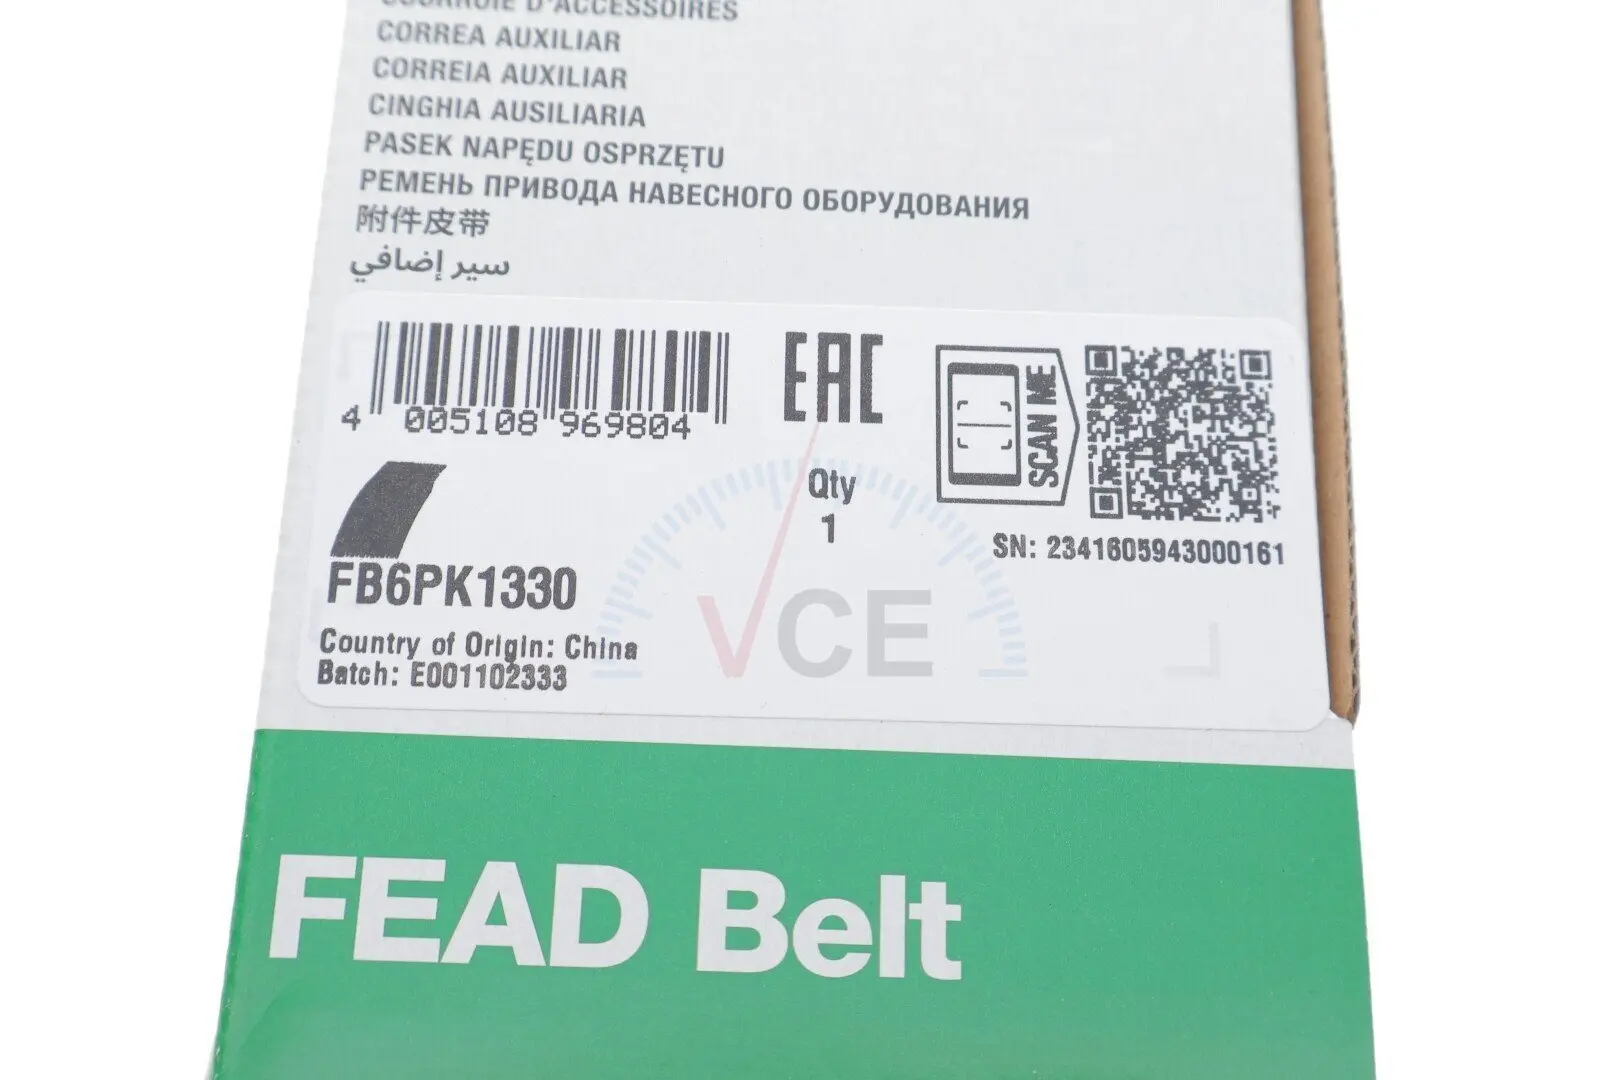 COURROIE D'ACCESSOIRES
CORREA AUXILIAR
CORREIA AUXILIAR
CINGHIA AUSILIARIA
PASEK NAPĘDU OSPRZĘTU
РЕМЕНЬ ПРИВОДА НАВЕСНОГО ОБОРУДОВАНИЯ
附件皮带
سير إضافي
4 005108 969804
EAC
SCAN ME
Qty
1
SN: 2341605943000161
FB6PK1330
VCE
Country of Origin: China
Batch: E001102333
FEAD Belt